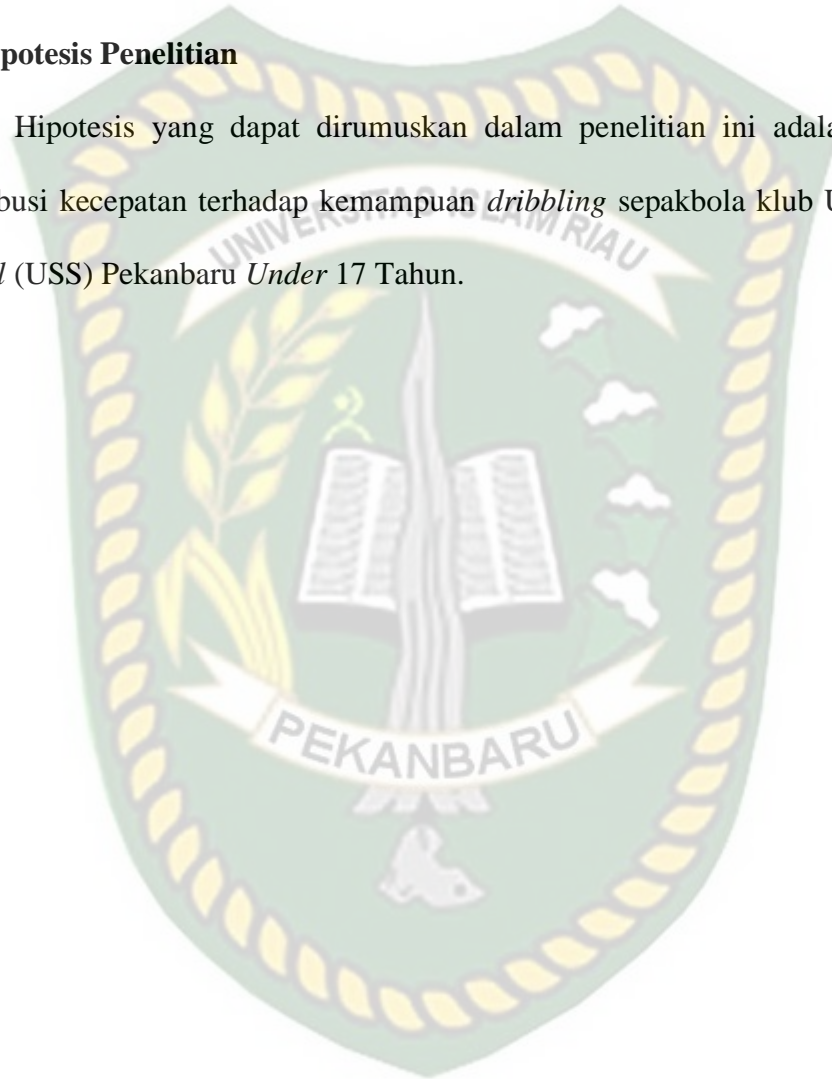 potesis Penelitian
Hipotesis yang dapat dirumuskan dalam penelitian ini adala
busi kecepatan terhadap kemampuan dribbling sepakbola klub U
l (USS) Pekanbaru Under 17 Tahun.
UNIVERSITAS ISLAM RIAU
PEKANBARU